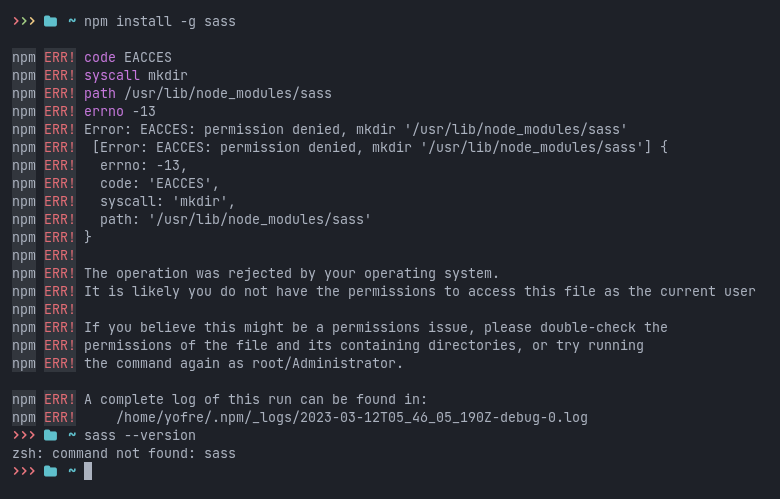 ››› ~ npm install -g sass
npm ERR! code EACCES
npm ERR! syscall mkdir
npm ERR! path /usr/lib/node_modules/sass
npm ERR! errno -13
npm ERR! Error: EACCES: permission denied, mkdir '/usr/lib/node_modules/sass'
npm ERR!  [Error: EACCES: permission denied, mkdir '/usr/lib/node_modules/sass'] {
npm ERR!   errno: -13,
npm ERR!   code: 'EACCES',
npm ERR!   syscall: 'mkdir',
npm ERR!   path: '/usr/lib/node_modules/sass'
npm ERR! }
npm ERR!
npm ERR! The operation was rejected by your operating system.
npm ERR! It is likely you do not have the permissions to access this file as the current user
npm ERR!
npm ERR! If you believe this might be a permissions issue, please double-check the
npm ERR! permissions of the file and its containing directories, or try running
npm ERR! the command again as root/Administrator.
npm ERR! A complete log of this run can be found in:
npm ERR!     /home/yofre/.npm/_logs/2023-03-12T05_46_05_190Z-debug-0.log
››› ~ sass --version
zsh: command not found: sass
››› ~